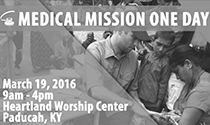 MEDICAL MISSION ONE DAY
March 19, 2016
9am - 4pm
Heartland Worship Center
Paducah, KY